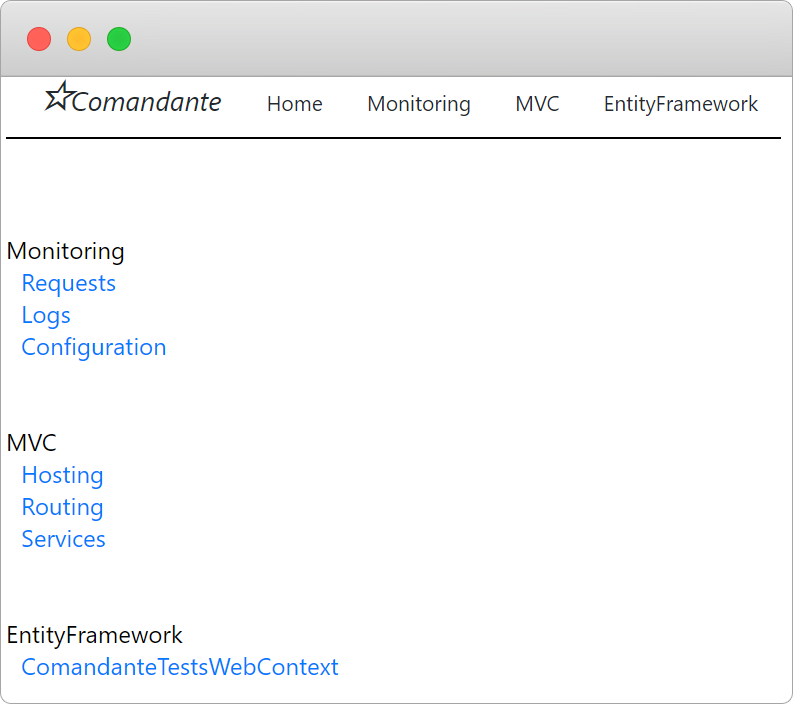 Comandante Home Monitoring MVC EntityFramework
Monitoring
Requests
Logs
Configuration
MVC
Hosting
Routing
Services
EntityFramework
ComandanteTestsWebContext